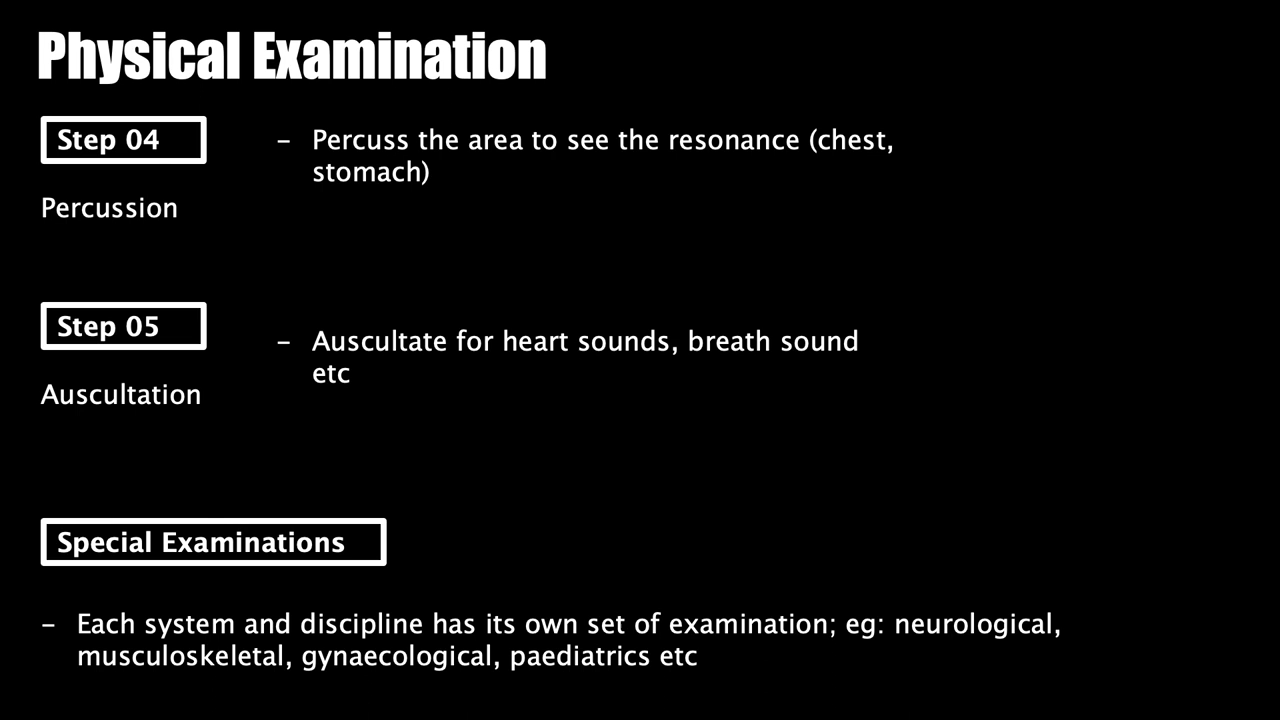 Physical Examination
Step 04
– Percuss the area to see the resonance (chest,
stomach)
Percussion
Step 05
– Auscultate for heart sounds, breath sound
etc
Auscultation
Special Examinations
– Each system and discipline has its own set of examination; eg: neurological,
musculoskeletal, gynaecological, paediatrics etc